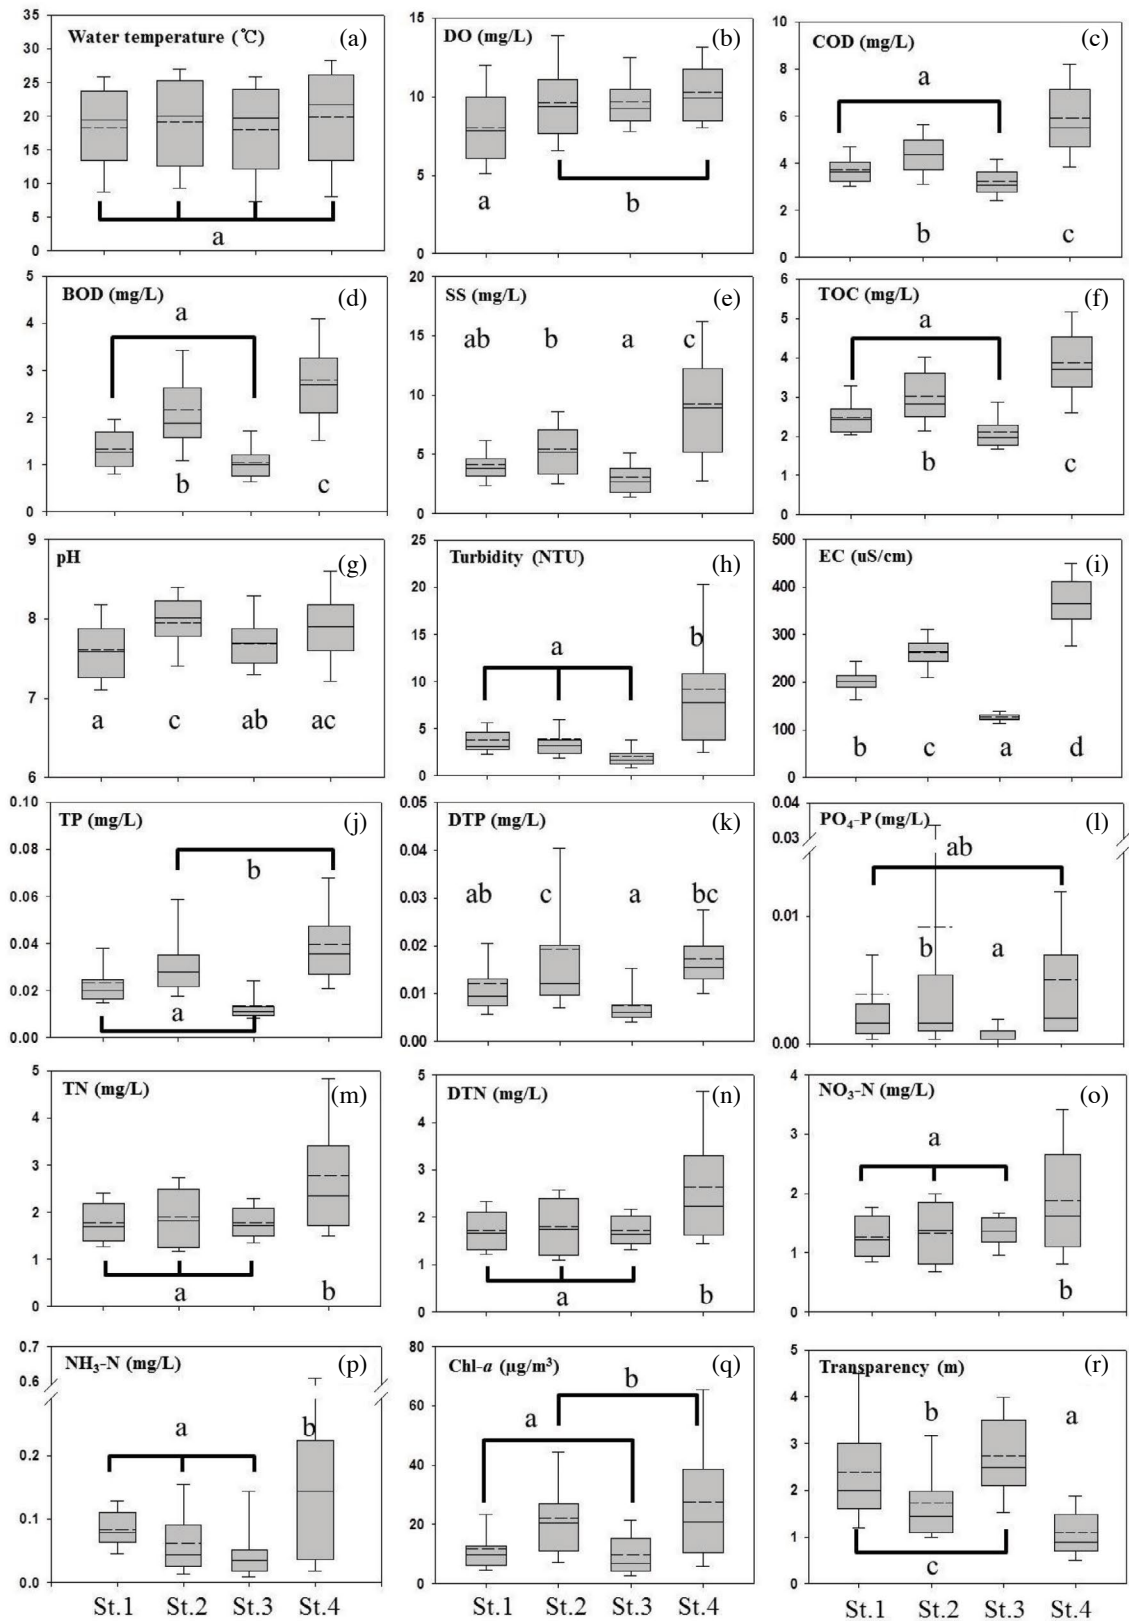 Water temperature (℃) (a)
35
30
25
20
15
10
5
0
a
DO (mg/L) (b)
15
10
5
0
a
b
COD (mg/L) (c)
10
8
6
4
2
0
a
b
c
BOD (mg/L) (d)
5
4
3
2
1
0
a
b
c
SS (mg/L) (e)
20
15
10
5
0
ab b a c
TOC (mg/L) (f)
6
5
4
3
2
1
0
a
b
c
pH (g)
9
8
7
6
a c ab ac
Turbidity (NTU) (h)
25
20
15
10
5
0
b
a
EC (uS/cm) (i)
500
400
300
200
100
0
b c a d
TP (mg/L) (j)
0.10
0.08
0.06
0.04
0.02
0.00
b
a
DTP (mg/L) (k)
0.05
0.04
0.03
0.02
0.01
0.00
ab c a bc
PO₄-P (mg/L) (l)
0.04
0.03
0.01
0.00
ab
b a
TN (mg/L) (m)
5
4
3
2
1
0
a b
DTN (mg/L) (n)
5
4
3
2
1
0
a b
NO₃-N (mg/L) (o)
4
3
2
1
0
a
b
NH₃-N (mg/L) (p)
0.7
0.6
0.2
0.1
0.0
a b
St.1 St.2 St.3 St.4
Chl-a (µg/m³) (q)
80
60
40
20
0
b
a
St.1 St.2 St.3 St.4
Transparency (m) (r)
5
4
3
2
1
0
b a
c
St.1 St.2 St.3 St.4